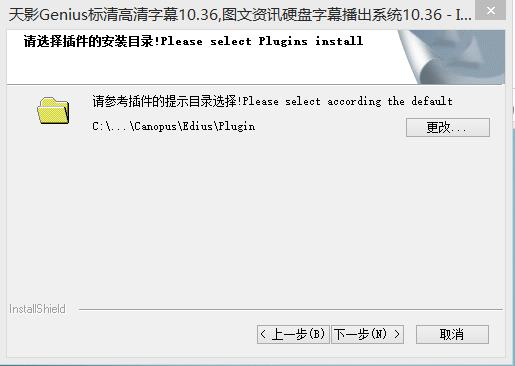 天影Genius标清高清字幕10.36,图文资讯硬盘字幕播出系统10.36 - I...
请选择插件的安装目录!Please select Plugins install
请参考插件的提示目录选择!Please select according the default
C:\...\Canopus\Edius\Plugin
更改...
InstallShield
< 上一步(B)
下一步(N) >
取消